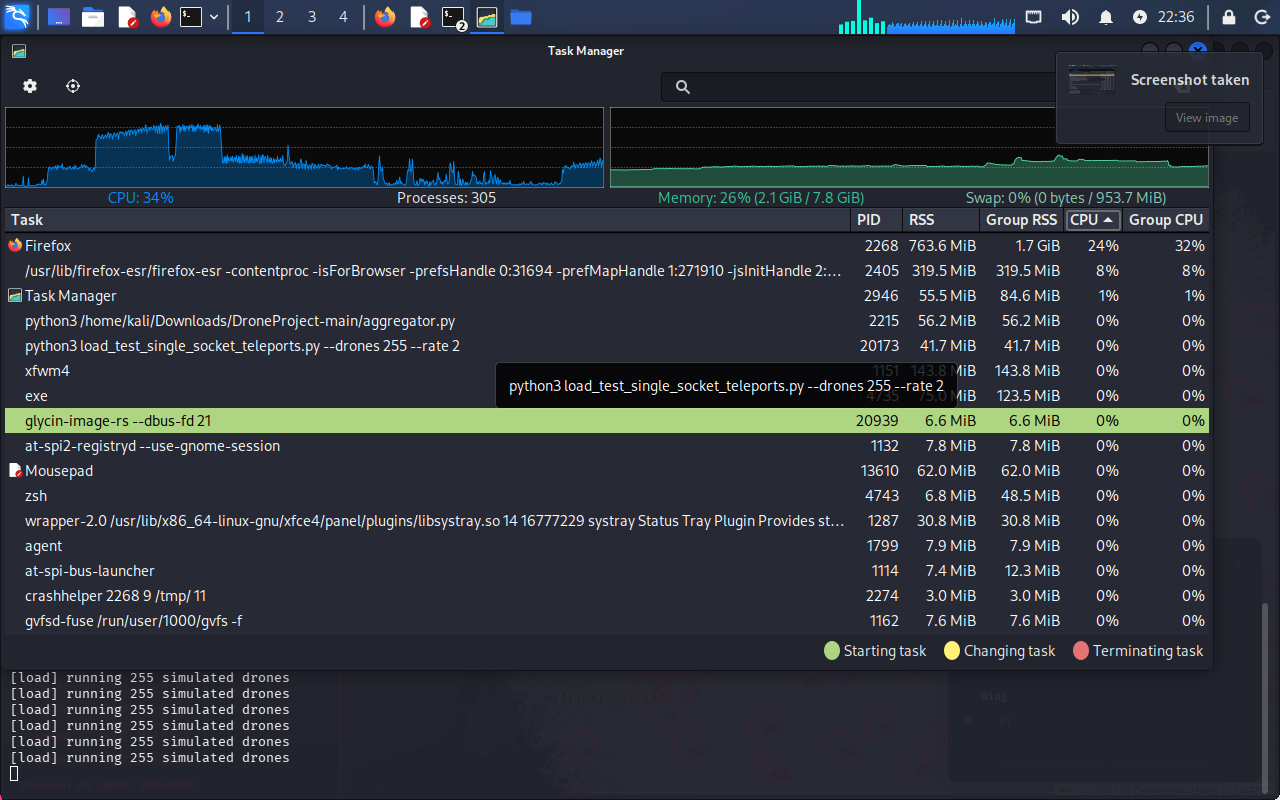 1 2 3 4 2 22:36
Task Manager
Screenshot taken
View image
CPU: 34% Processes: 305 Memory: 26% (2.1 GiB / 7.8 GiB) Swap: 0% (0 bytes / 953.7 MiB)
Task PID RSS Group RSS CPU Group CPU
Firefox 2268 763.6 MiB 1.7 GiB 24% 32%
/usr/lib/firefox-esr/firefox-esr -contentproc -isForBrowser -prefsHandle 0:31694 -prefMapHandle 1:271910 -jsInitHandle 2:... 2405 319.5 MiB 319.5 MiB 8% 8%
Task Manager 2946 55.5 MiB 84.6 MiB 1% 1%
python3 /home/kali/Downloads/DroneProject-main/aggregator.py 2215 56.2 MiB 56.2 MiB 0% 0%
python3 load_test_single_socket_teleports.py --drones 255 --rate 2 20173 41.7 MiB 41.7 MiB 0% 0%
xfwm4 1151 143.8 MiB 143.8 MiB 0% 0%
python3 load_test_single_socket_teleports.py --drones 255 --rate 2
exe 4735 75.0 MiB 123.5 MiB 0% 0%
glycin-image-rs --dbus-fd 21 20939 6.6 MiB 6.6 MiB 0% 0%
at-spi2-registryd --use-gnome-session 1132 7.8 MiB 7.8 MiB 0% 0%
Mousepad 13610 62.0 MiB 62.0 MiB 0% 0%
zsh 4743 6.8 MiB 48.5 MiB 0% 0%
wrapper-2.0 /usr/lib/x86_64-linux-gnu/xfce4/panel/plugins/libsystray.so 14 16777229 systray Status Tray Plugin Provides st... 1287 30.8 MiB 30.8 MiB 0% 0%
agent 1799 7.9 MiB 7.9 MiB 0% 0%
at-spi-bus-launcher 1114 7.4 MiB 12.3 MiB 0% 0%
crashhelper 2268 9 /tmp/ 11 2274 3.0 MiB 3.0 MiB 0% 0%
gvfsd-fuse /run/user/1000/gvfs -f 1162 7.6 MiB 7.6 MiB 0% 0%
Starting task Changing task Terminating task
[load] running 255 simulated drones
[load] running 255 simulated drones
[load] running 255 simulated drones
[load] running 255 simulated drones
[load] running 255 simulated drones
[load] running 255 simulated drones
Wing